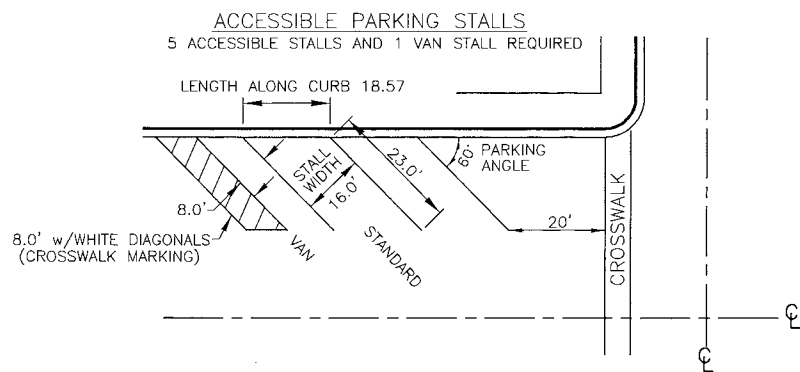 ACCESSIBLE PARKING STALLS
5 ACCESSIBLE STALLS AND 1 VAN STALL REQUIRED
LENGTH ALONG CURB 18.57
STALL
WIDTH
16.0'
23.0'
60°
PARKING
ANGLE
8.0'
8.0' w/WHITE DIAGONALS
(CROSSWALK MARKING)
VAN
STANDARD
20'
CROSSWALK
℄
℄